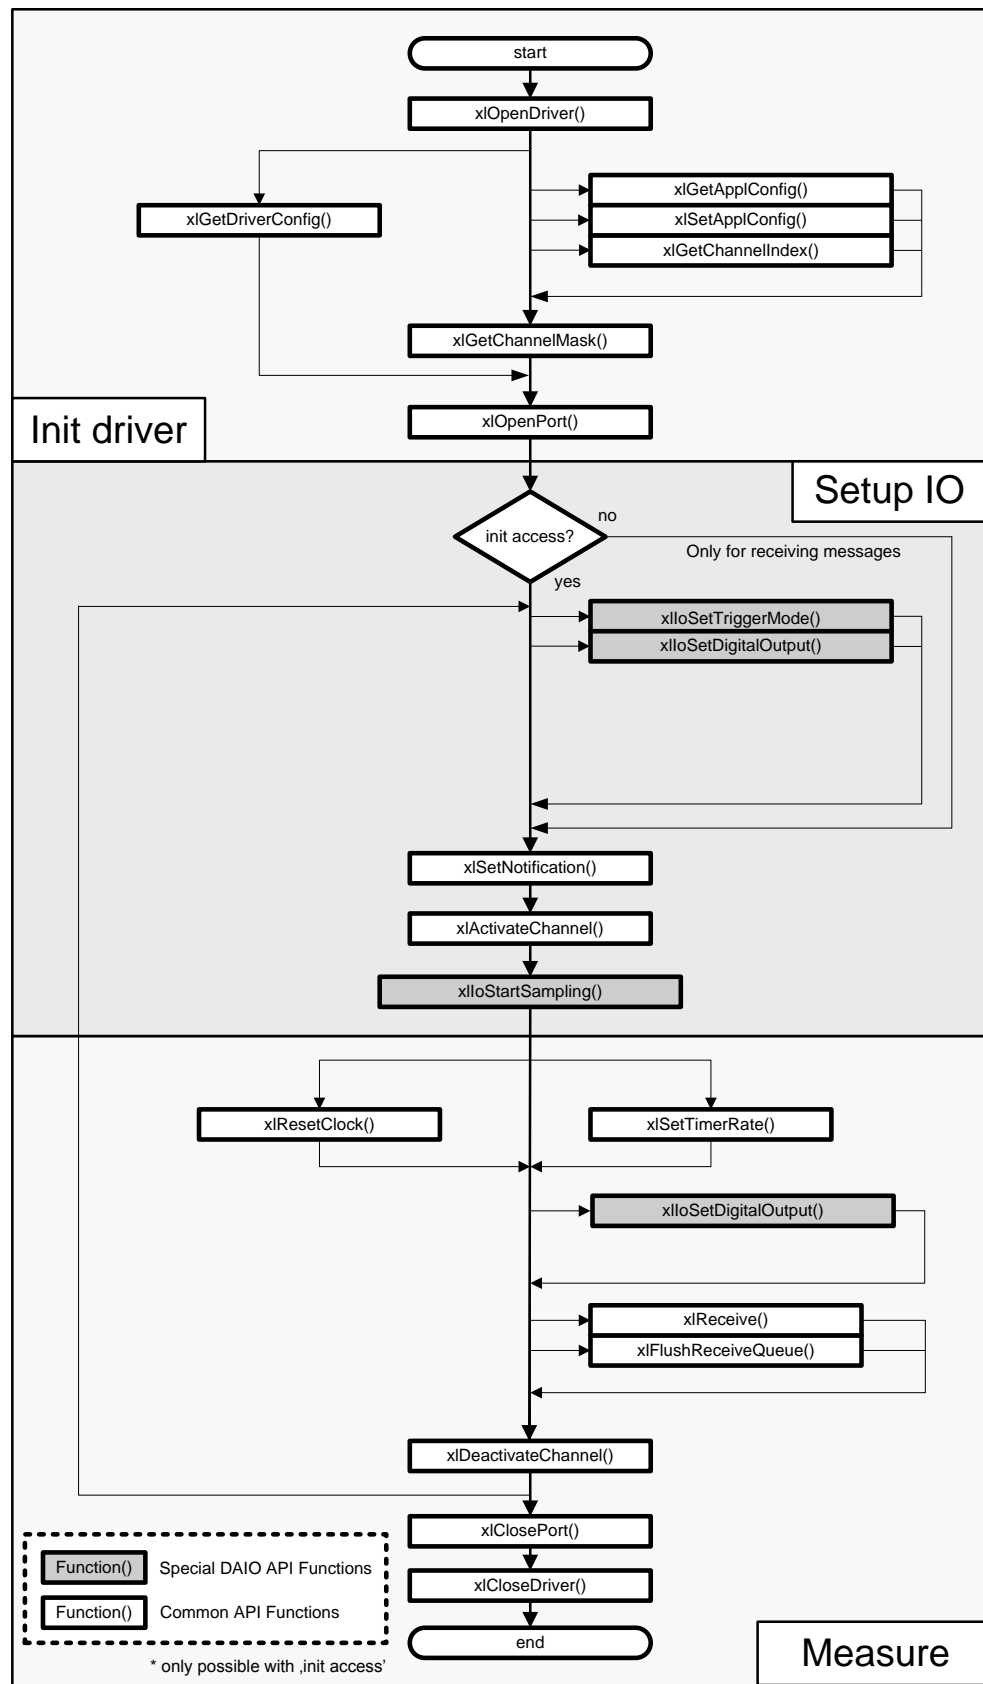 start
xlOpenDriver()
xlGetApplConfig()
xlGetDriverConfig()
xlSetApplConfig()
xlGetChannelIndex()
xlGetChannelMask()
xlOpenPort()
Init driver
Setup IO
init access?
no
Only for receiving messages
yes
xlIoSetTriggerMode()
xlIoSetDigitalOutput()
xlSetNotification()
xlActivateChannel()
xlIoStartSampling()
xlResetClock()
xlSetTimerRate()
xlIoSetDigitalOutput()
xlReceive()
xlFlushReceiveQueue()
xlDeactivateChannel()
xlClosePort()
xlCloseDriver()
end
Function() Special DAIO API Functions
Function() Common API Functions
* only possible with ‚init access’
Measure